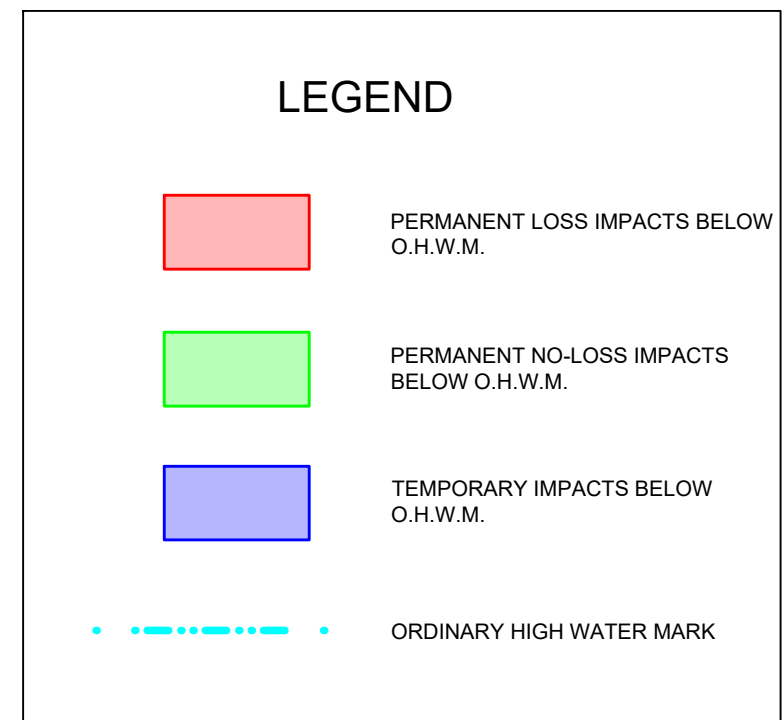 LEGEND
PERMANENT LOSS IMPACTS BELOW
O.H.W.M.
PERMANENT NO-LOSS IMPACTS
BELOW O.H.W.M.
TEMPORARY IMPACTS BELOW
O.H.W.M.
ORDINARY HIGH WATER MARK